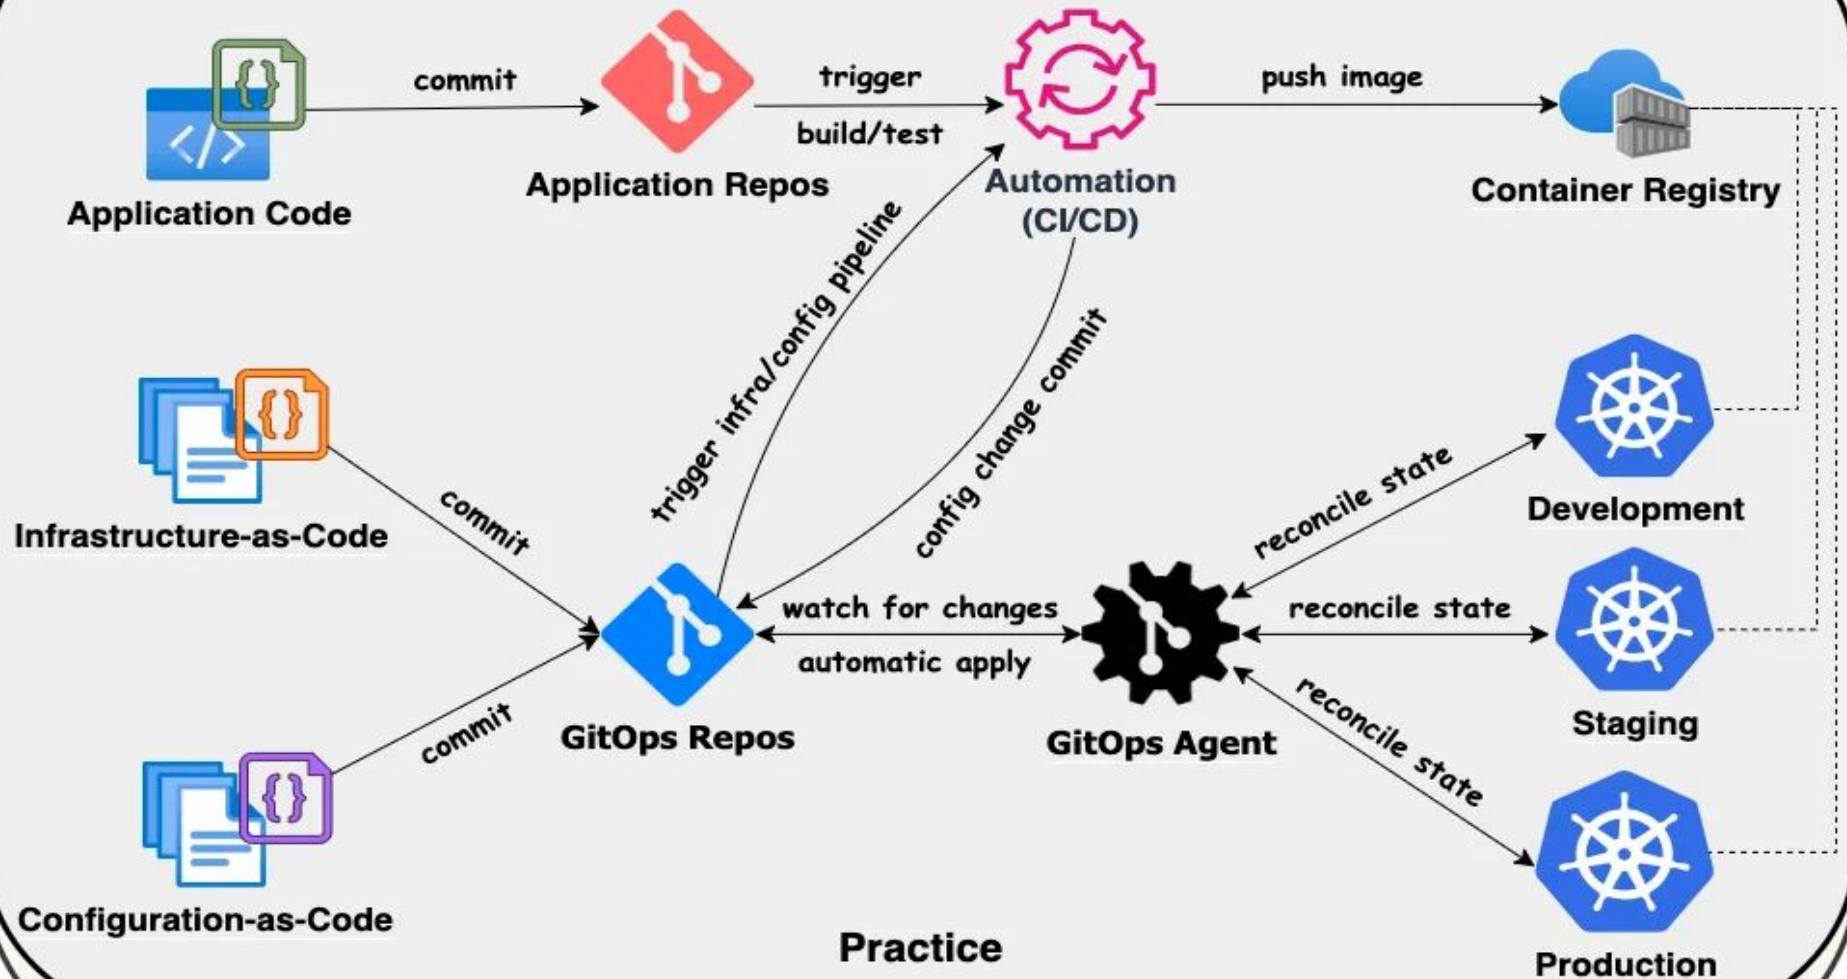 commit
trigger
build/test
push image
Application Code
Application Repos
Automation
(CI/CD)
Container Registry
trigger infra/config pipeline
config change commit
Infrastructure-as-Code
commit
reconcile state
Development
GitOps Repos
watch for changes
automatic apply
GitOps Agent
reconcile state
Staging
commit
reconcile state
Configuration-as-Code
Production
Practice